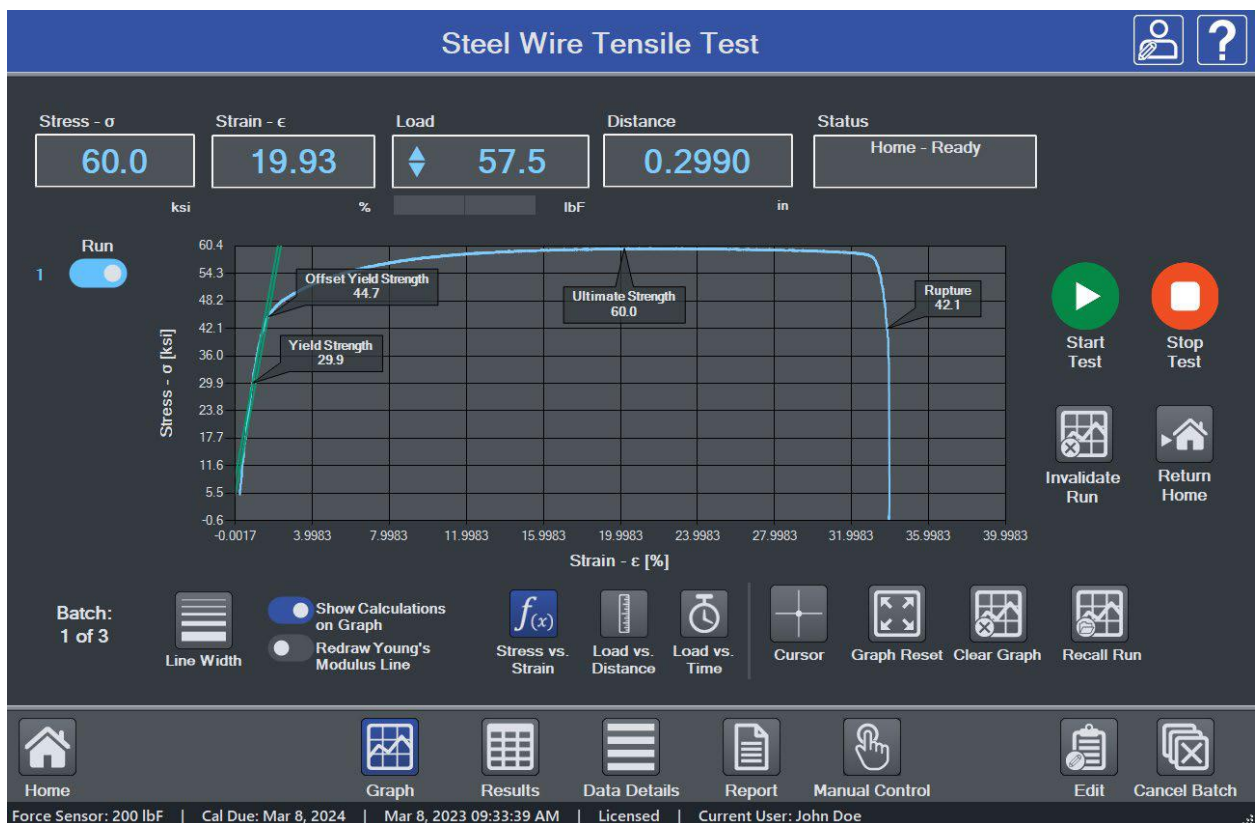 Steel Wire Tensile Test
?
Stress - σ
Strain - ϵ
Load
Distance
Status
60.0
19.93
57.5
0.2990
Home - Ready
ksi
%
lbF
in
Run
1
60.4
54.3
48.2
42.1
36.0
29.9
23.8
17.7
11.6
5.5
-0.6
Stress - σ [ksi]
Offset Yield Strength
44.7
Yield Strength
29.9
Ultimate Strength
60.0
Rupture
42.1
-0.0017
3.9983
7.9983
11.9983
15.9983
19.9983
23.9983
27.9983
31.9983
35.9983
39.9983
Strain - ε [%]
Start
Test
Stop
Test
Invalidate
Run
Return
Home
Batch:
1 of 3
Line Width
Show Calculations
on Graph
Redraw Young's
Modulus Line
f(x)
Stress vs.
Strain
Load vs.
Distance
Load vs.
Time
Cursor
Graph Reset
Clear Graph
Recall Run
Home
Graph
Results
Data Details
Report
Manual Control
Edit
Cancel Batch
Force Sensor: 200 lbF | Cal Due: Mar 8, 2024 | Mar 8, 2023 09:33:39 AM | Licensed | Current User: John Doe